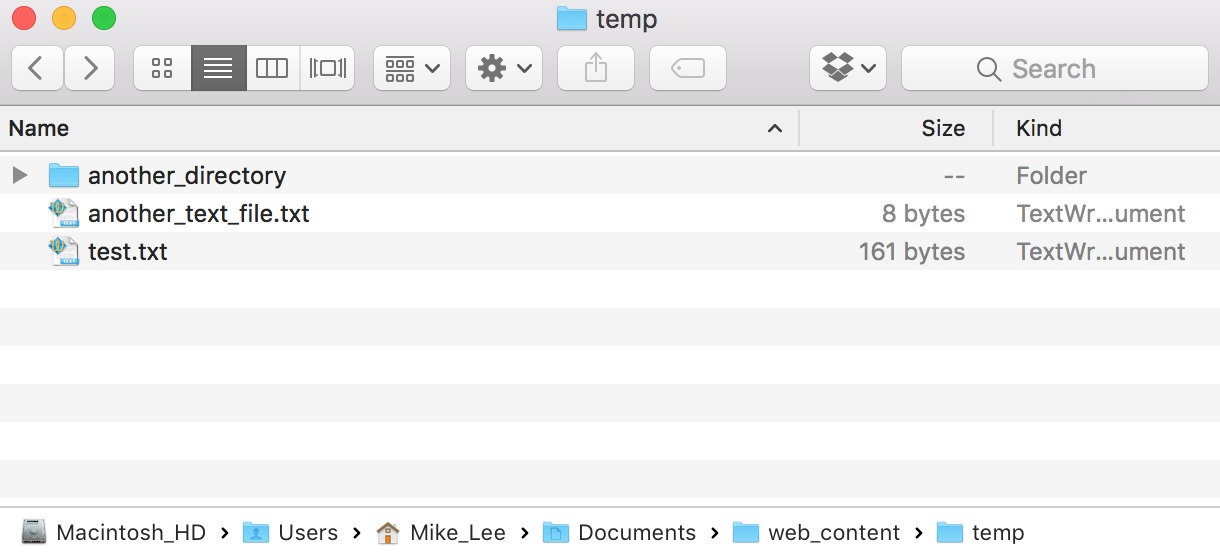 temp
Search
Name Size Kind
another_directory -- Folder
another_text_file.txt 8 bytes TextWr...ument
test.txt 161 bytes TextWr...ument
Macintosh_HD › Users › Mike_Lee › Documents › web_content › temp